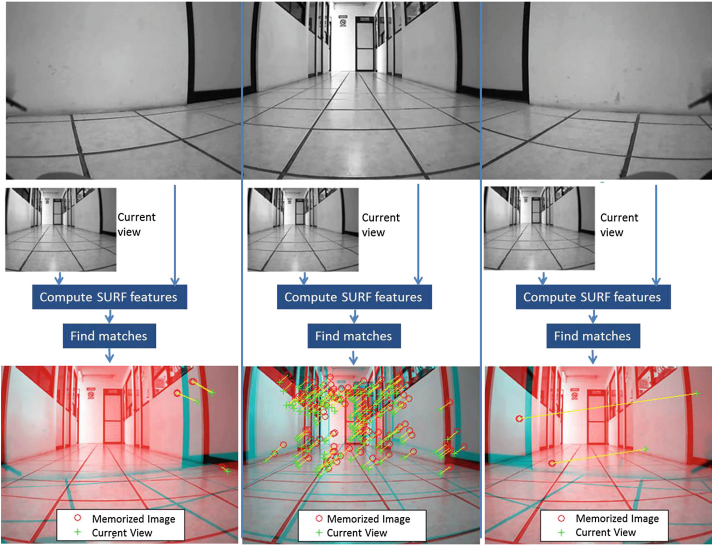 Current
view
Current
view
Current
view
Compute SURF features
Compute SURF features
Compute SURF features
Find matches
Find matches
Find matches
Memorized Image
Current View
Memorized Image
Current View
Memorized Image
Current View